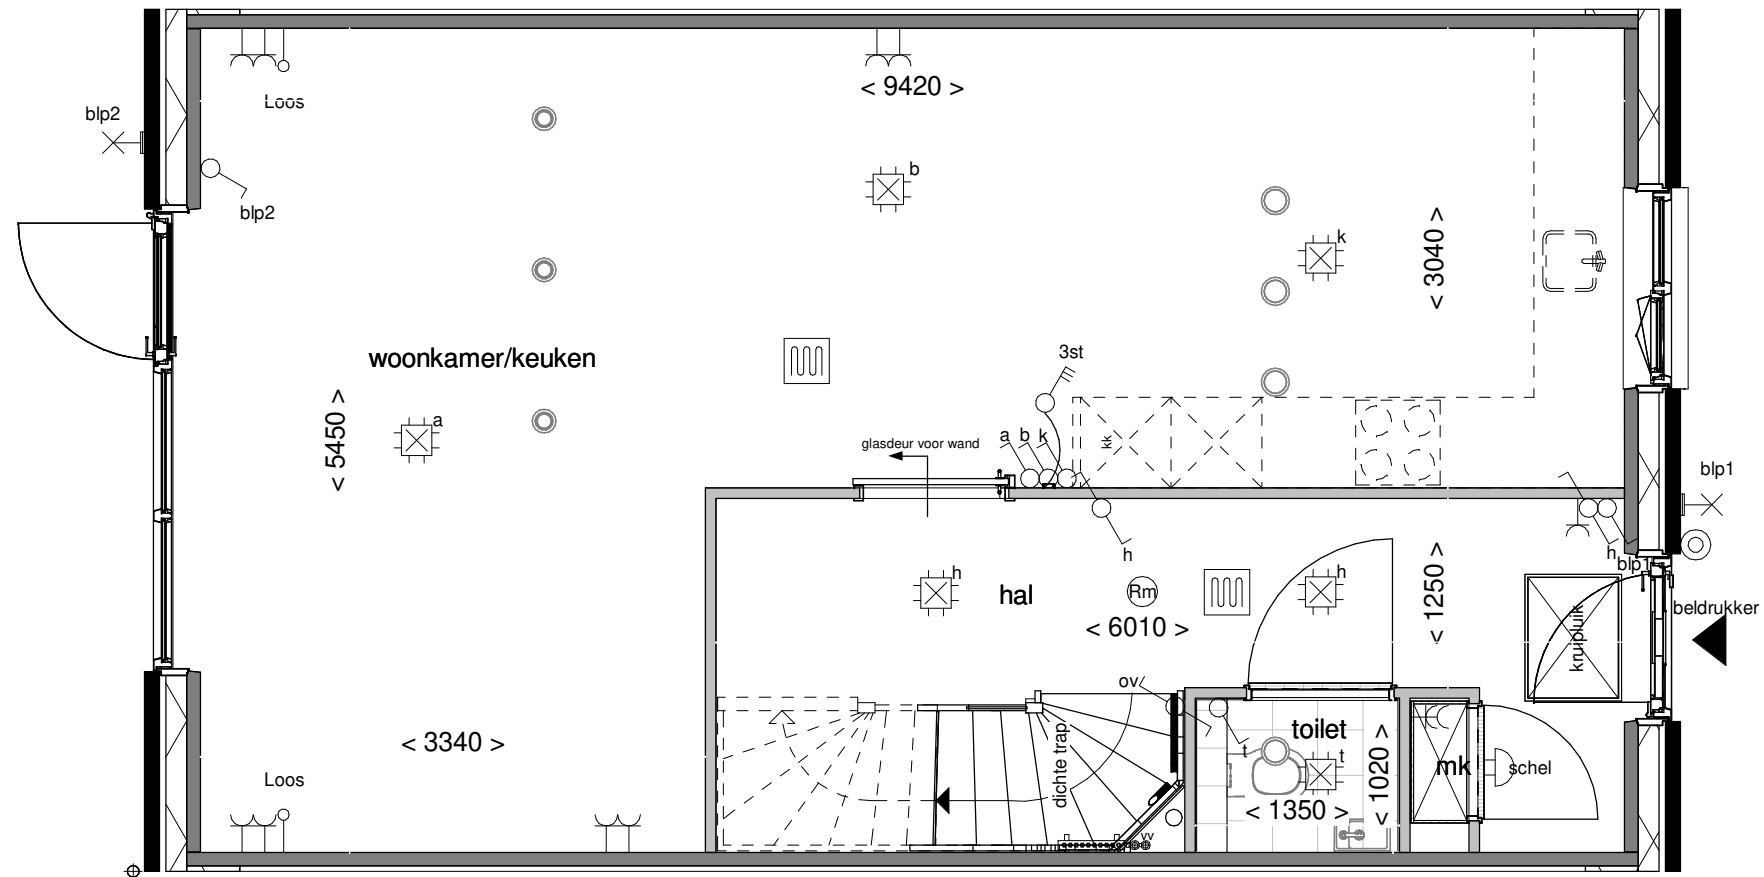 Loos
< 9420 >
blp2
b
blp2
k
< 3040 >
woonkamer/keuken
3st
a
< 5450 >
glasdeur voor wand
a b k
kk
blp1
h
h
blp1
h
hal
Rm
h
< 1250 >
< 6010 >
kruipluik
beldrukker
ov
dichte trap
toilet
t
t
< 3340 >
Loos
< 1350 >
< 1020 >
mk
schel
vv